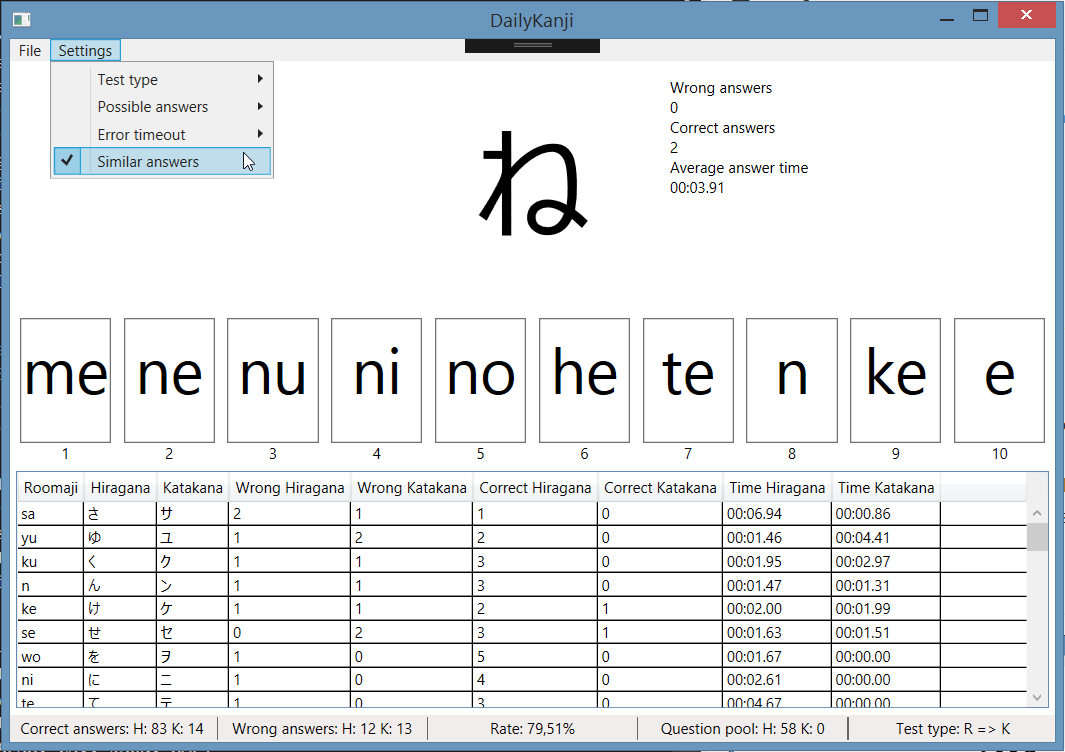 DailyKanji
File Settings
Test type
Possible answers
Error timeout
Similar answers
ね
Wrong answers
0
Correct answers
2
Average answer time
00:03.91
me ne nu ni no he te n ke e
1 2 3 4 5 6 7 8 9 10
Roomaji Hiragana Katakana Wrong Hiragana Wrong Katakana Correct Hiragana Correct Katakana Time Hiragana Time Katakana
sa さ サ 2 1 1 0 00:06.94 00:00.86
yu ゆ ユ 1 2 2 0 00:01.46 00:04.41
ku く ク 1 1 3 0 00:01.95 00:02.97
n ん ン 1 1 3 0 00:01.47 00:01.31
ke け ケ 1 1 2 1 00:02.00 00:01.99
se せ セ 0 2 3 1 00:01.63 00:01.51
wo を ヲ 1 0 5 0 00:01.67 00:00.00
ni に ニ 1 0 4 0 00:02.61 00:00.00
te て テ 1 0 3 0 00:04.67 00:00.00
Correct answers: H: 83 K: 14 Wrong answers: H: 12 K: 13 Rate: 79,51% Question pool: H: 58 K: 0 Test type: R => K